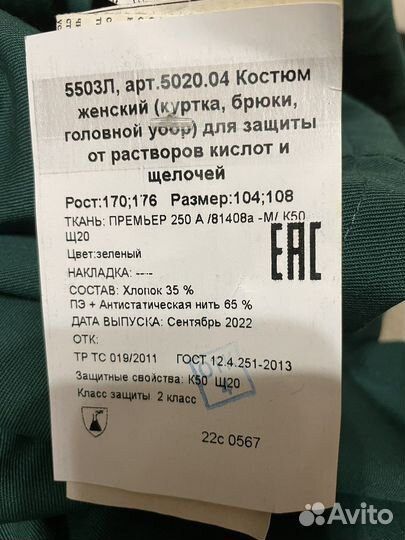 5503Л, арт.5020.04 Костюм
женский (куртка, брюки,
головной убор) для защиты
от растворов кислот и
щелочей
Рост:170;176 Размер:104;108
ТКАНЬ: ПРЕМЬЕР 250 А /81408а -М/ К50
Щ20
Цвет:зеленый
НАКЛАДКА: ----
СОСТАВ: Хлопок 35 %
ПЭ + Антистатическая нить 65 %
ДАТА ВЫПУСКА: Сентябрь 2022
ОТК:
ТР ТС 019/2011 ГОСТ 12.4.251-2013
Защитные свойства: К50 Щ20
Класс защиты 2 класс
22с 0567
ЕАС
ОТК
4
Avito